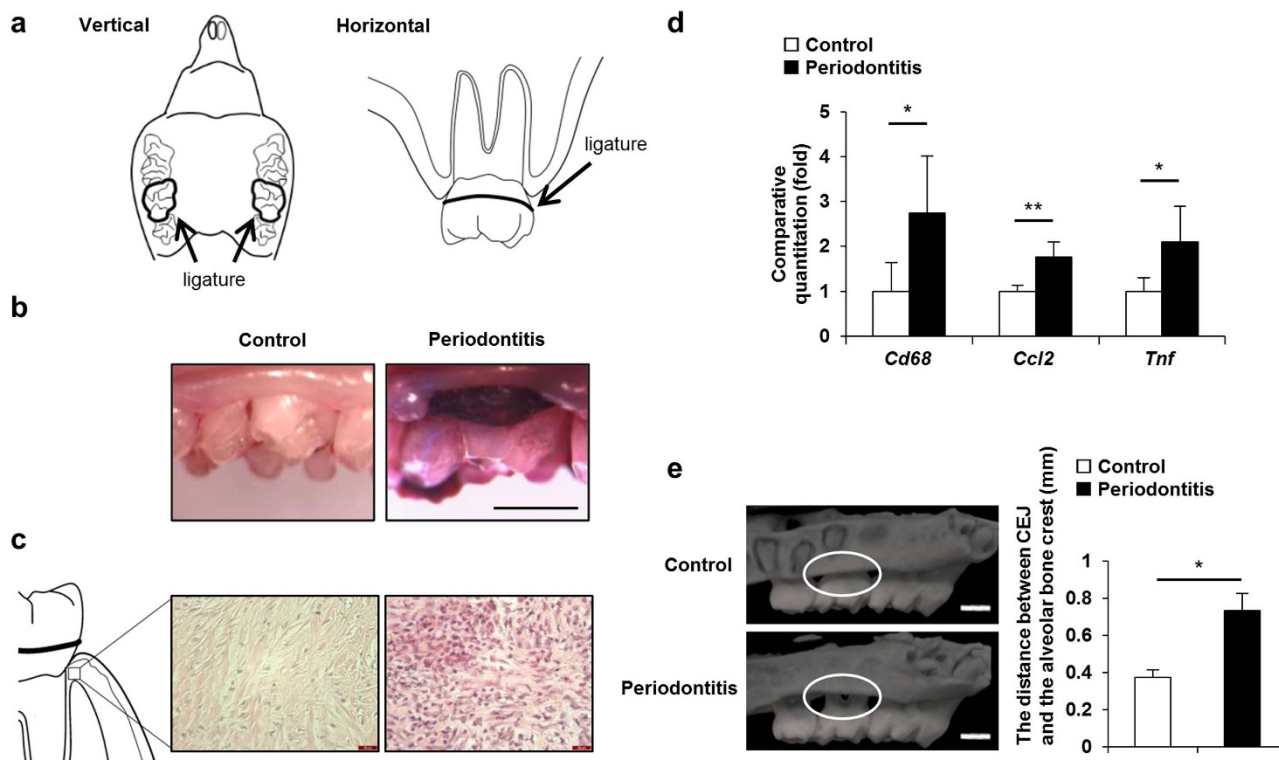 a
Vertical
Horizontal
ligature
ligature
b
Control
Periodontitis
c
d
Control
Periodontitis
Comparative
quantitation (fold)
5
4
3
2
1
0
*
**
*
Cd68
Ccl2
Tnf
e
Control
Periodontitis
Control
Periodontitis
The distance between CEJ
and the alveolar bone crest (mm)
1
0.8
0.6
0.4
0.2
0
*